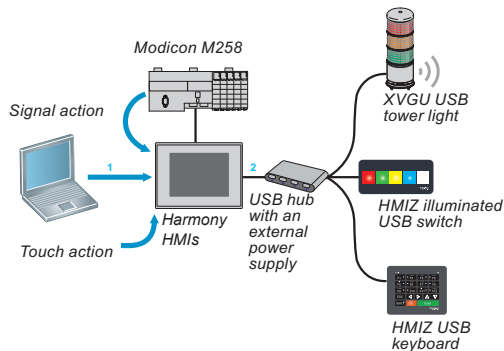 Modicon M258
Signal action
XVGU USB
tower light
1
2
Harmony
HMIs
USB hub
with an
external
power
supply
HMIZ illuminated
USB switch
Touch action
HMIZ USB
keyboard